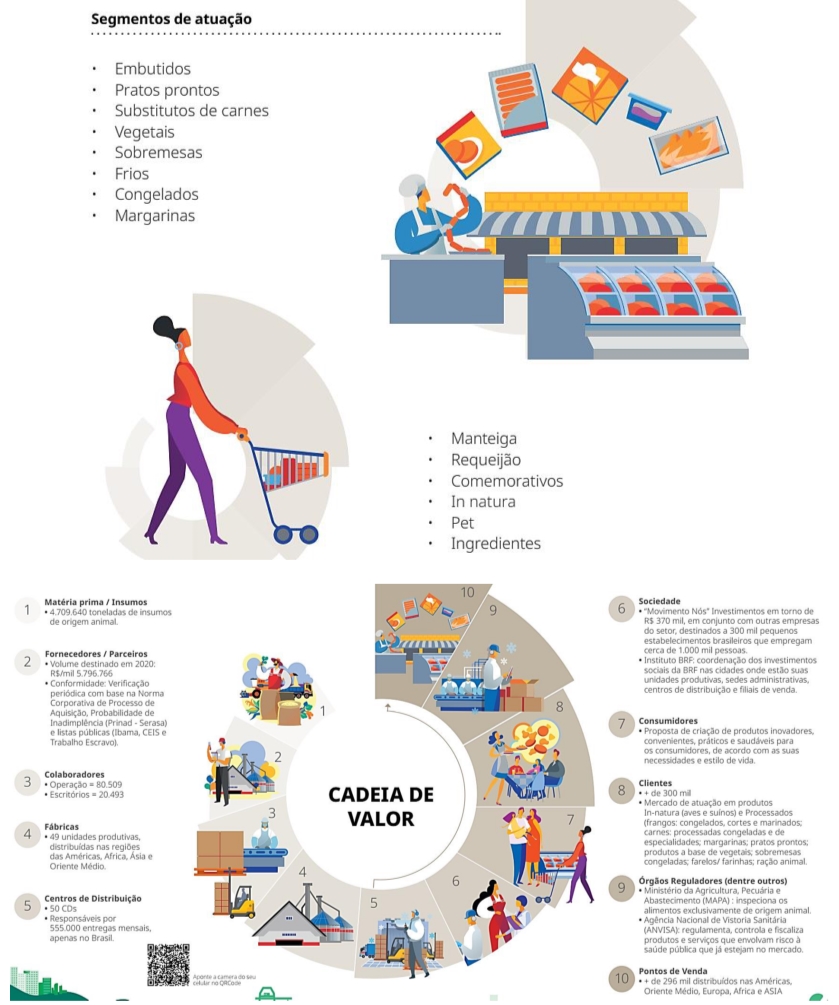 Segmentos de atuação
• Embutidos
• Pratos prontos
• Substitutos de carnes
• Vegetais
• Sobremesas
• Frios
• Congelados
• Margarinas
• Manteiga
• Requeijão
• Comemorativos
• In natura
• Pet
• Ingredientes
1
Matéria prima / Insumos
• 4.709.640 toneladas de insumos
de origem animal.
2
Fornecedores / Parceiros
• Volume destinado em 2020:
R$/mil 5.796.766
• Conformidade: Verificação
periódica com base na Norma
Corporativa de Processo de
Aquisição, Probabilidade de
Inadimplência (Prinad - Serasa)
e listas públicas (Ibama, CEIS e
Trabalho Escravo).
3
Colaboradores
• Operação = 80.509
• Escritórios = 20.493
4
Fábricas
• 49 unidades produtivas,
distribuídas nas regiões
das Américas, Africa, Ásia e
Oriente Médio.
5
Centros de Distribuição
• 50 CDs
• Responsáveis por
555.000 entregas mensais,
apenas no Brasil.
Aponte a camera do seu
celular no QRCode
CADEIA DE
VALOR
1
2
3
4
5
6
7
8
9
10
6
Sociedade
• "Movimento Nós" Investimentos em torno de
R$ 370 mil, em conjunto com outras empresas
do setor, destinados a 300 mil pequenos
estabelecimentos brasileiros que empregam
cerca de 1.000 mil pessoas.
• Instituto BRF: coordenação dos investimentos
sociais da BRF nas cidades onde estão suas
unidades produtivas, sedes administrativas,
centros de distribuição e filiais de venda.
7
Consumidores
• Proposta de criação de produtos inovadores,
convenientes, práticos e saudáveis para
os consumidores, de acordo com as suas
necessidades e estilo de vida.
8
Clientes
• + de 300 mil
• Mercado de atuação em produtos
In-natura (aves e suínos) e Processados
(frangos: congelados, cortes e marinados;
carnes: processadas congeladas e de
especialidades; margarinas; pratos prontos;
produtos a base de vegetais; sobremesas
congeladas; farelos/ farinhas; ração animal.
9
Órgãos Reguladores (dentre outros)
• Ministério da Agricultura, Pecuária e
Abastecimento (MAPA) : inspeciona os
alimentos exclusivamente de origem animal.
• Agência Nacional de Vistoria Sanitária
(ANVISA): regulamenta, controla e fiscaliza
produtos e serviços que envolvam risco à
saúde pública que já estejam no mercado.
10
Pontos de Venda
• + de 296 mil distribuídos nas Américas,
Oriente Médio, Europa, Africa e ASIA